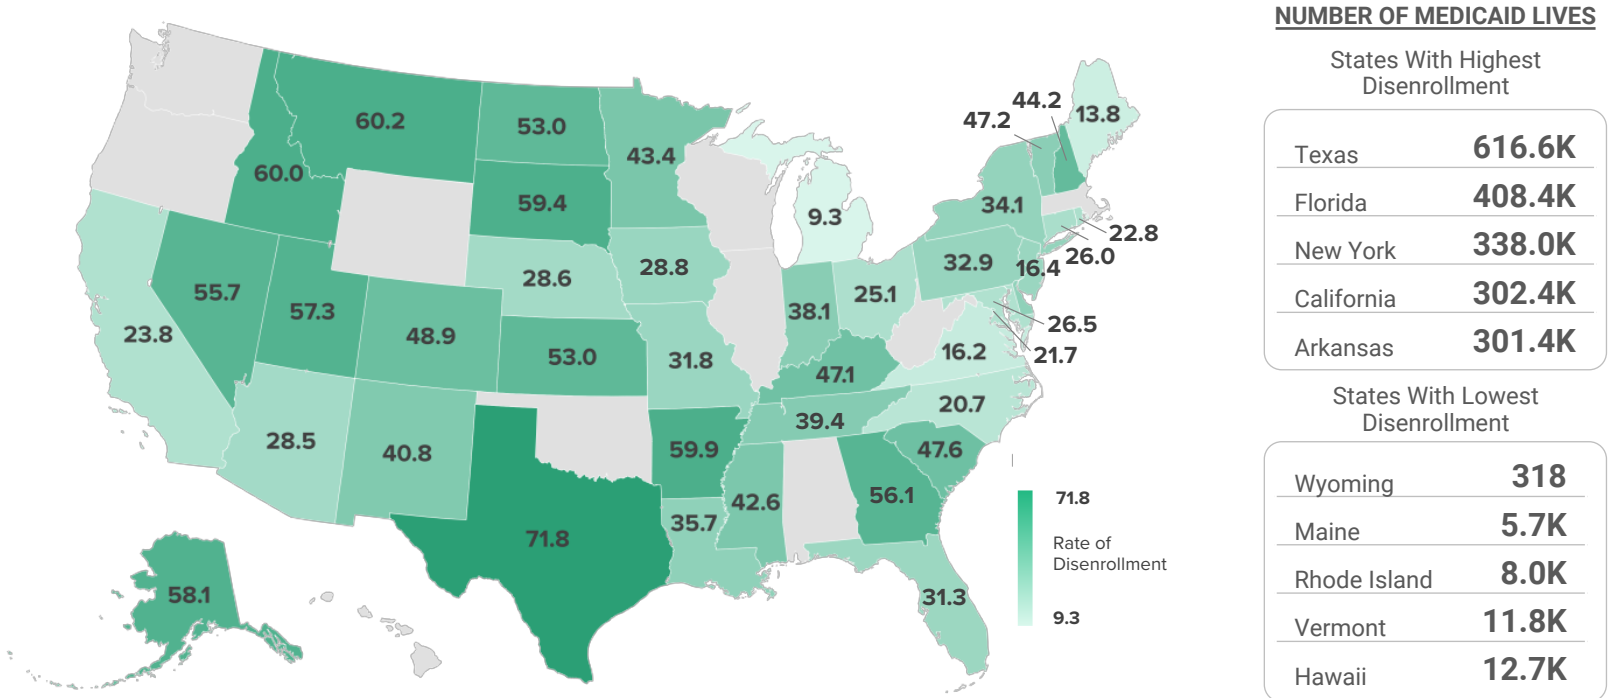 60.2
53.0
43.4
60.0
59.4
47.2
44.2
13.8
9.3
34.1
22.8
26.0
55.7
57.3
48.9
28.6
28.8
38.1
25.1
32.9
16.4
26.5
21.7
23.8
53.0
31.8
47.1
16.2
28.5
40.8
59.9
39.4
20.7
47.6
42.6
56.1
35.7
71.8
58.1
31.3
71.8
Rate of
Disenrollment
9.3
NUMBER OF MEDICAID LIVES
States With Highest
Disenrollment
Texas 616.6K
Florida 408.4K
New York 338.0K
California 302.4K
Arkansas 301.4K
States With Lowest
Disenrollment
Wyoming 318
Maine 5.7K
Rhode Island 8.0K
Vermont 11.8K
Hawaii 12.7K